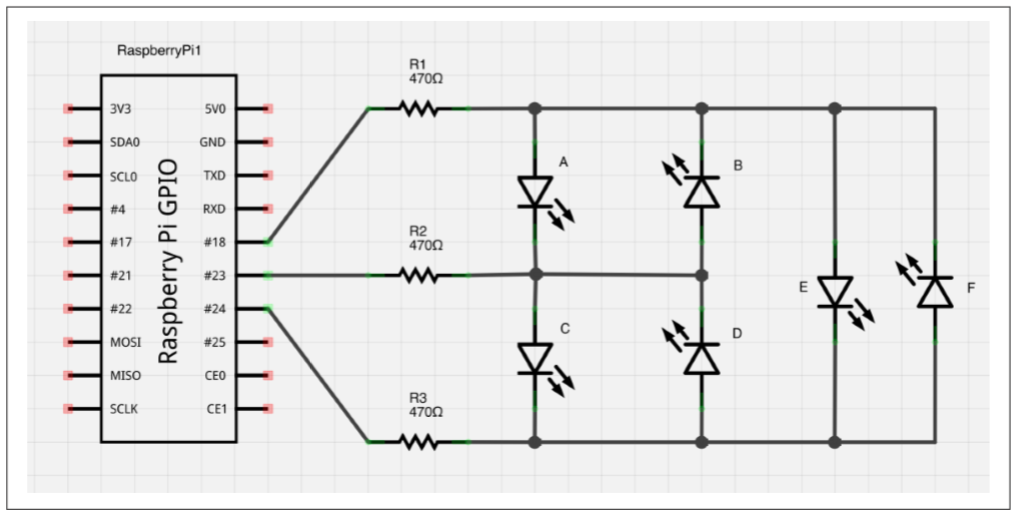 RaspberryPi1
Raspberry Pi GPIO
3V3
SDA0
SCL0
#4
#17
#21
#22
MOSI
MISO
SCLK
5V0
GND
TXD
RXD
#18
#23
#24
#25
CE0
CE1
R1
470Ω
R2
470Ω
R3
470Ω
A
B
C
D
E
F